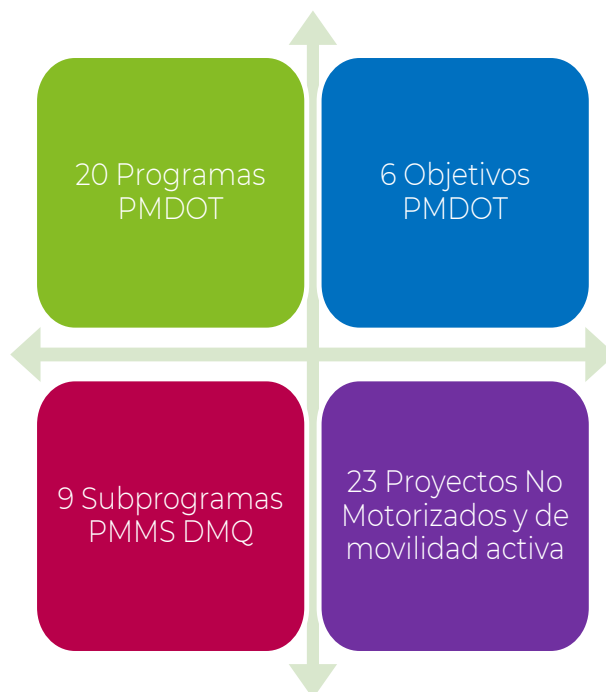 20 Programas
PMDOT
6 Objetivos
PMDOT
9 Subprogramas
PMMS DMQ
23 Proyectos No
Motorizados y de
movilidad activa